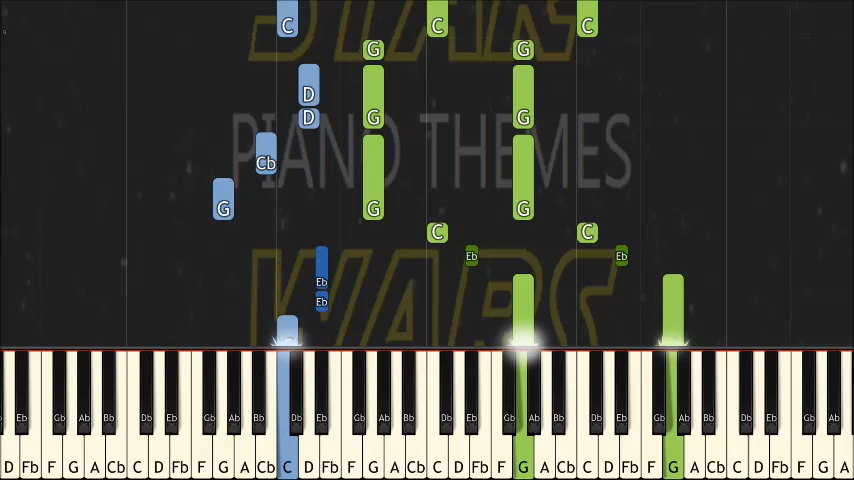 STAR
C C C
G G
D G G
D
Cb
G G G
C C
Eb Eb
Eb
Eb
PIANO THEMES
WARS
Eb Gb Ab Bb Db Eb Gb Ab Bb Db Eb Gb Ab Bb Db Eb Gb Ab Bb Db Eb Gb Ab Bb Db Eb Gb Ab
D Fb F G A Cb C D Fb F G A Cb C D Fb F G A Cb C D Fb F G A Cb C D Fb F G A Cb C D Fb F G A